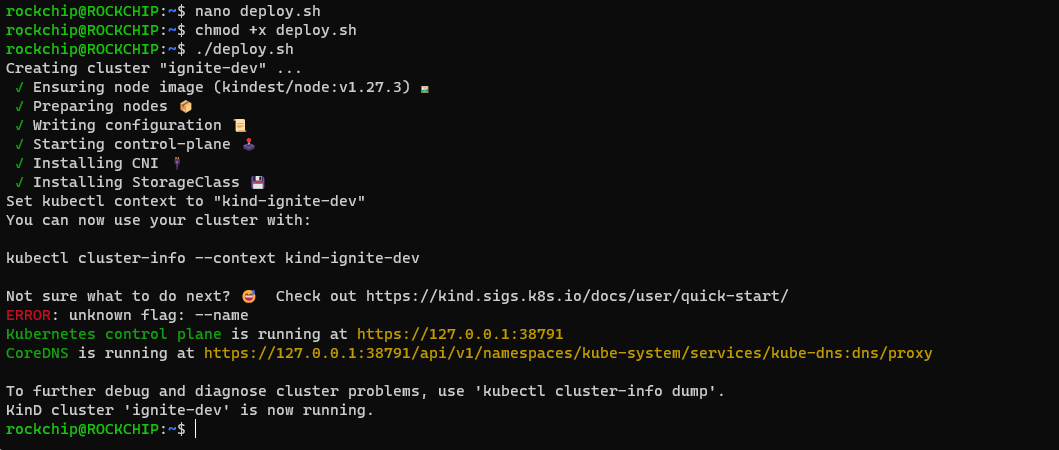 rockchip@ROCKCHIP:~$ nano deploy.sh
rockchip@ROCKCHIP:~$ chmod +x deploy.sh
rockchip@ROCKCHIP:~$ ./deploy.sh
Creating cluster "ignite-dev" ...
✓ Ensuring node image (kindest/node:v1.27.3) 🖼
✓ Preparing nodes 📦
✓ Writing configuration 📜
✓ Starting control-plane 🕹️
✓ Installing CNI 🔌
✓ Installing StorageClass 💾
Set kubectl context to "kind-ignite-dev"
You can now use your cluster with:

kubectl cluster-info --context kind-ignite-dev

Not sure what to do next? 😅  Check out https://kind.sigs.k8s.io/docs/user/quick-start/
ERROR: unknown flag: --name
Kubernetes control plane is running at https://127.0.0.1:38791
CoreDNS is running at https://127.0.0.1:38791/api/v1/namespaces/kube-system/services/kube-dns:dns/proxy

To further debug and diagnose cluster problems, use 'kubectl cluster-info dump'.
KinD cluster 'ignite-dev' is now running.
rockchip@ROCKCHIP:~$